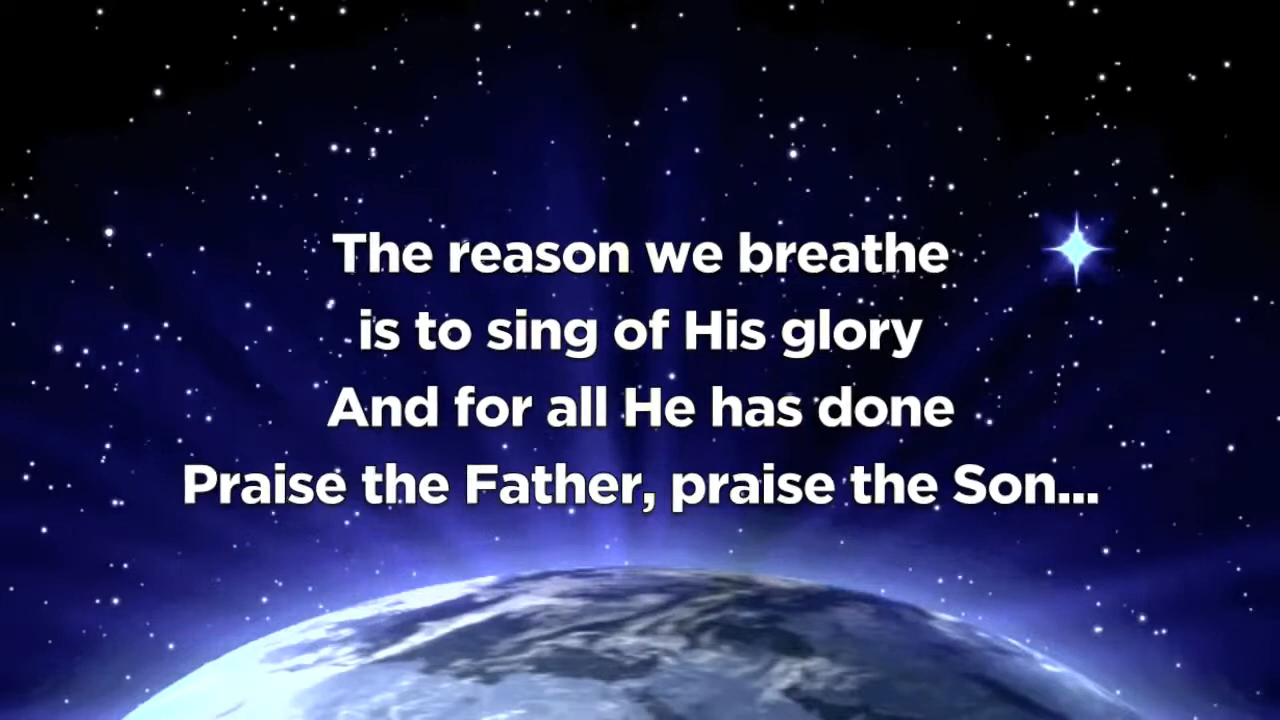 The reason we breathe
is to sing of His glory
And for all He has done
Praise the Father, praise the Son...